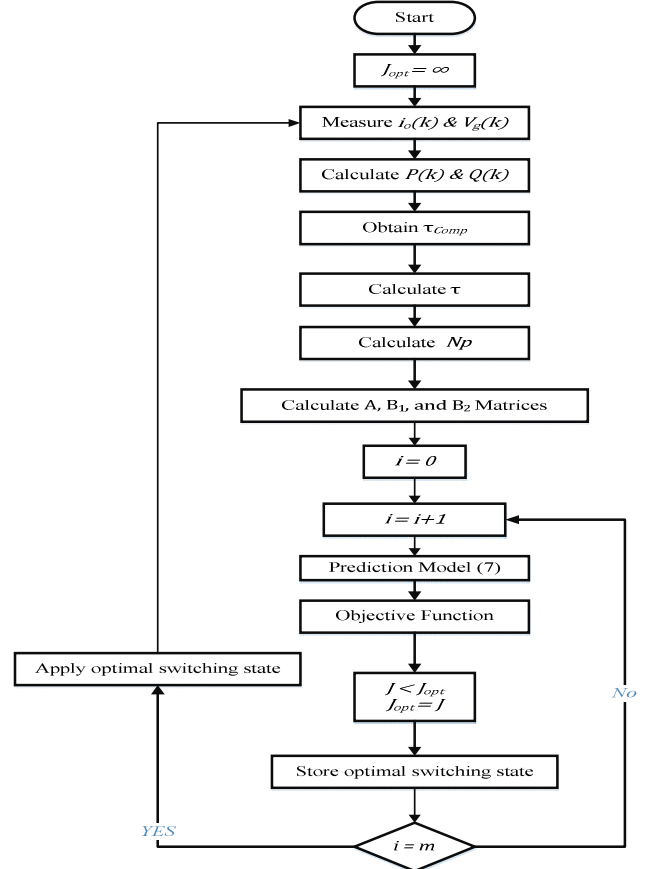 Start
J_opt = ∞
Measure i_o(k) & V_g(k)
Calculate P(k) & Q(k)
Obtain τ_Comp
Calculate τ
Calculate Np
Calculate A, B₁, and B₂ Matrices
i = 0
i = i+1
Prediction Model (7)
Objective Function
Apply optimal switching state
J < J_opt
J_opt = J
No
Store optimal switching state
YES
i = m